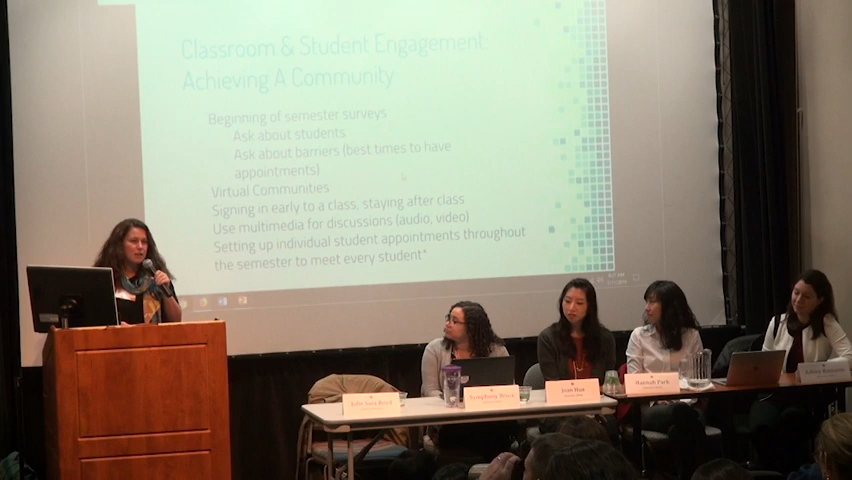 Classroom & Student Engagement:
Achieving A Community
Beginning of semester surveys
Ask about students
Ask about barriers (best times to have
appointments)
Virtual Communities
Signing in early to a class, staying after class
Use multimedia for discussions (audio, video)
Setting up individual student appointments throughout
the semester to meet every student*
Joan Hua
Hannah Park